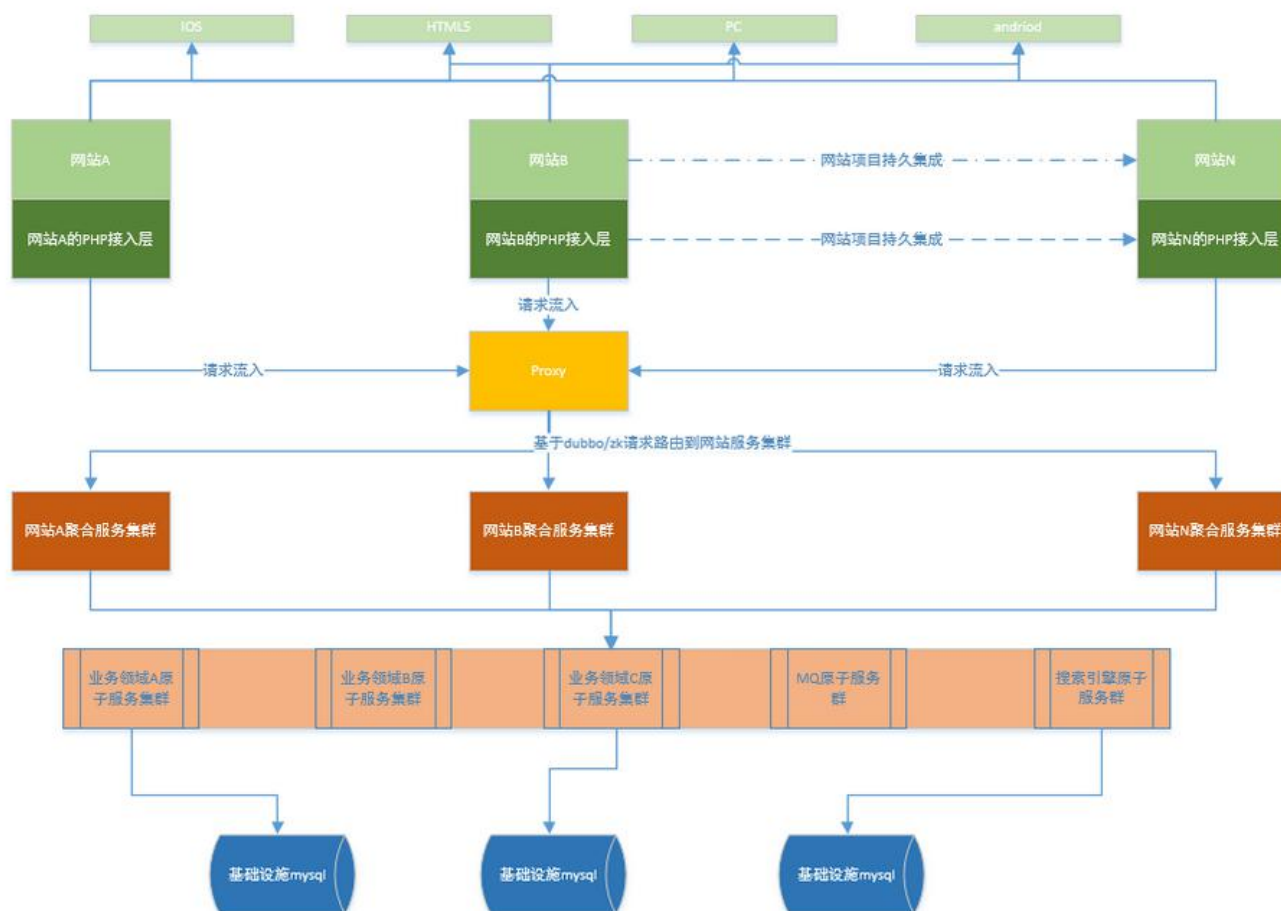 IOS
HTML5
PC
andriod
网站A
网站B
网站项目持久集成
网站N
网站A的PHP接入层
网站B的PHP接入层
网站项目持久集成
网站N的PHP接入层
请求流入
请求流入
Proxy
请求流入
基于dubbo/zk请求路由到网站服务集群
网站A聚合服务集群
网站B聚合服务集群
网站N聚合服务集群
业务领域A原
子服务集群
业务领域B原
子服务集群
业务领域C原
子服务集群
MQ原子服务
群
搜索引擎原子
服务群
基础设施mysql
基础设施mysql
基础设施mysql